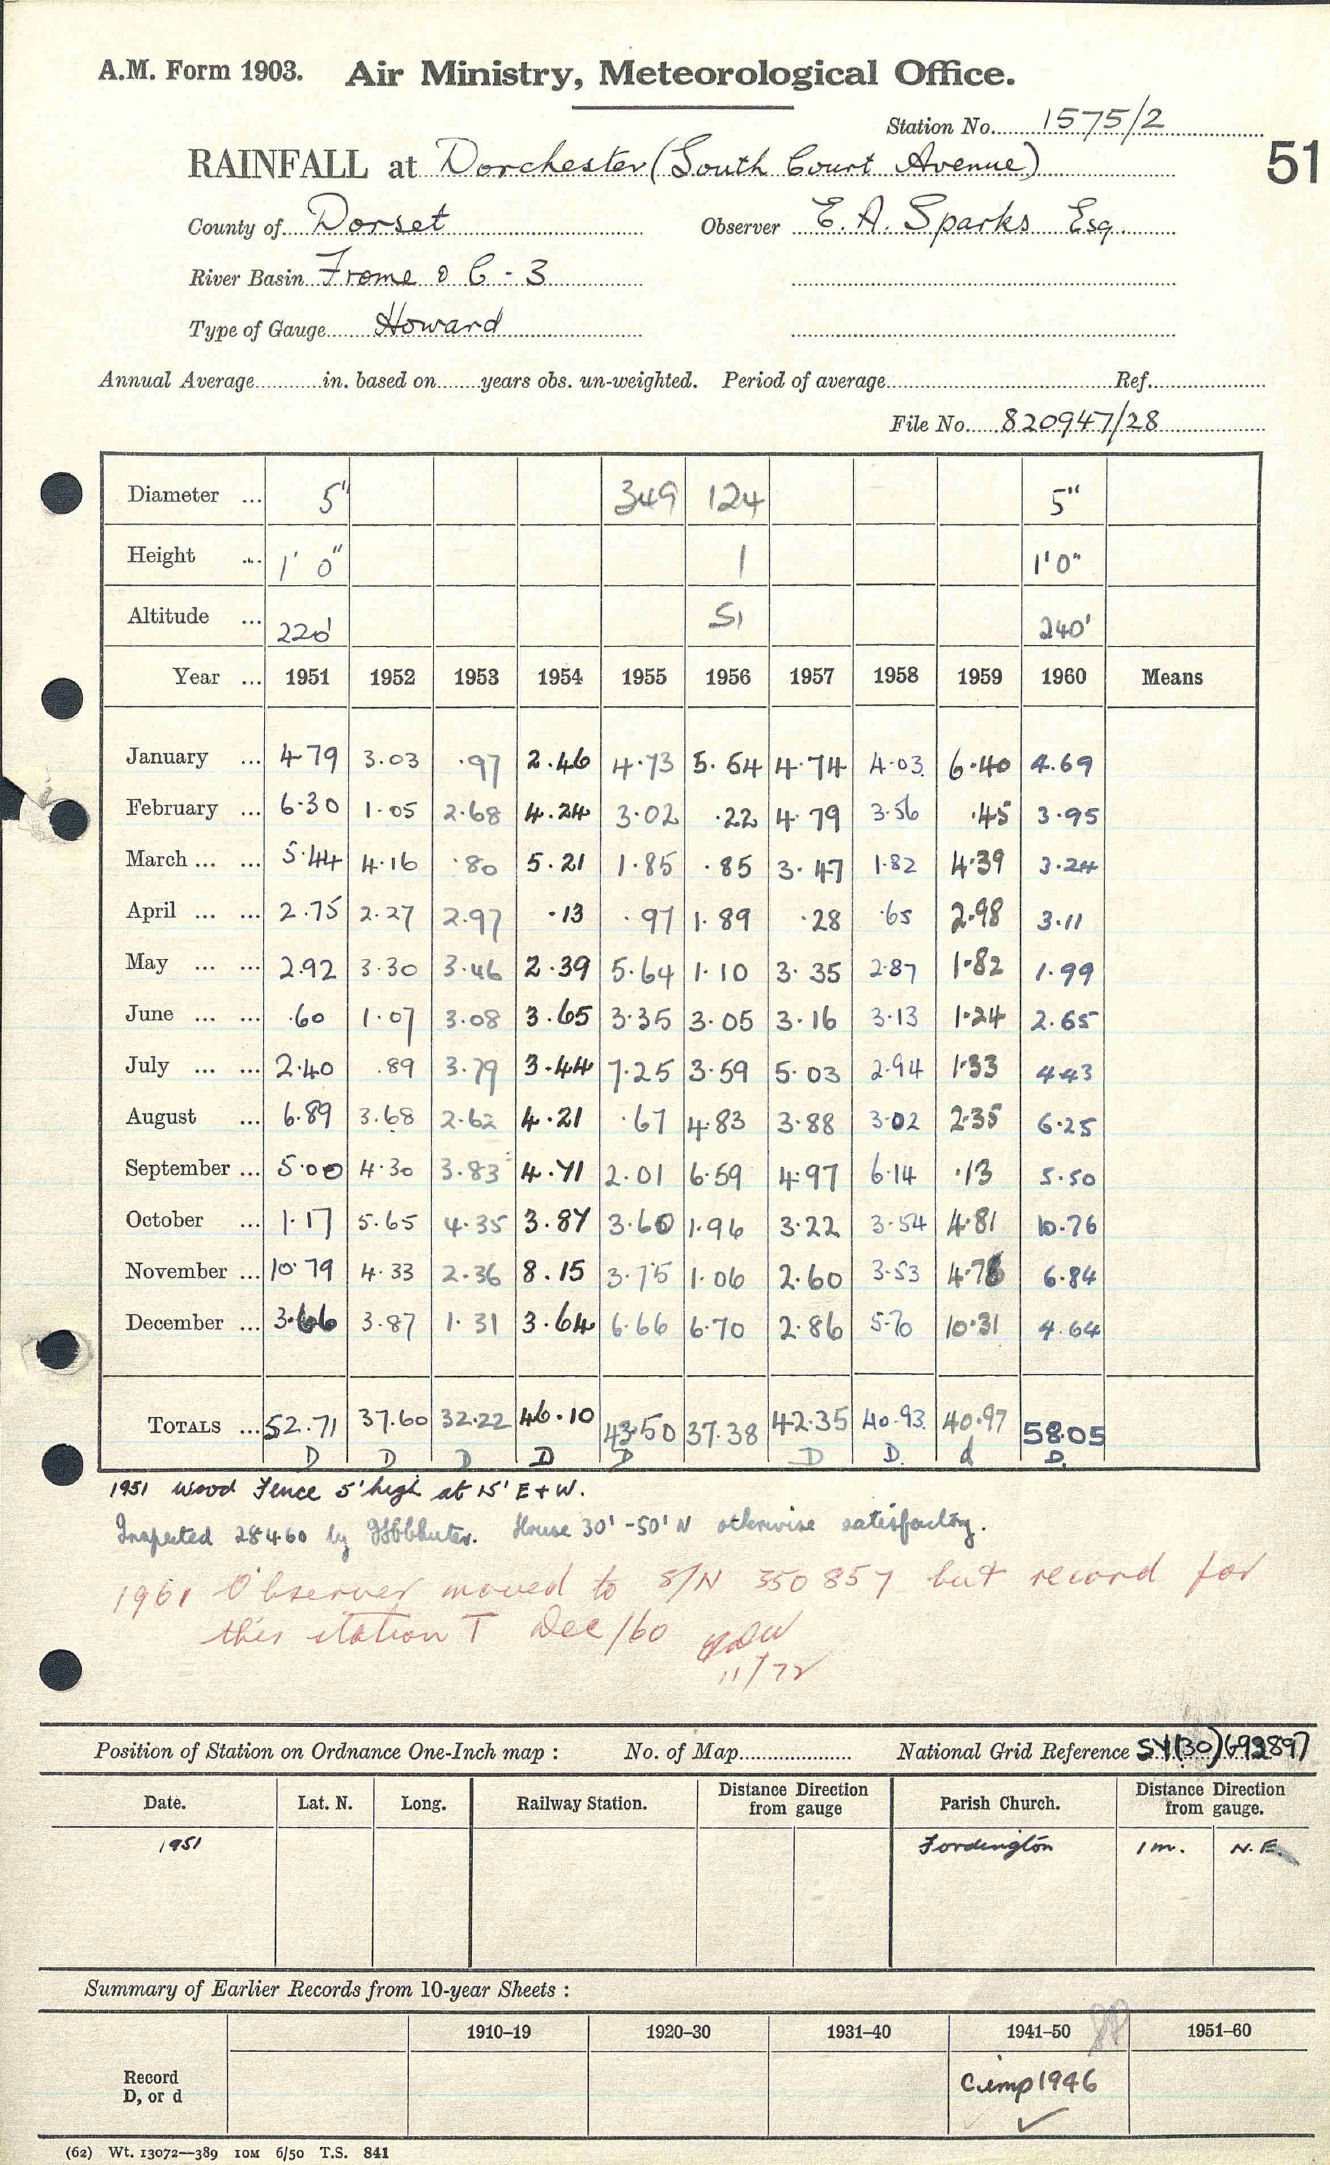 A.M. Form 1903. Air Ministry, Meteorological Office.
Station No. 1575/2
RAINFALL at Dorchester (South Court Avenue)
51
County of Dorset Observer E. A. Sparks Esq.
River Basin Frome & C - 3
Type of Gauge Howard
Annual Average in. based on years obs. un-weighted. Period of average Ref.
File No. 820947/28
Diameter ... 5" 349 124 5"
Height ... 1' 0" 1 1'0"
Altitude ... 220' 51 240'
Year ... 1951 1952 1953 1954 1955 1956 1957 1958 1959 1960 Means
January ... 4.79 3.03 .97 2.46 4.73 5.54 4.74 4.03 6.40 4.69
February ... 6.30 1.05 2.68 4.24 3.02 .22 4.79 3.56 .45 3.95
March ... ... 5.44 4.16 .80 5.21 1.85 .85 3.47 1.82 4.39 3.24
April ... ... 2.75 2.27 2.97 .13 .97 1.89 .28 .65 2.98 3.11
May ... ... 2.92 3.30 3.46 2.39 5.64 1.10 3.35 2.87 1.82 1.99
June ... ... .60 1.07 3.08 3.65 3.35 3.05 3.16 3.13 1.24 2.65
July ... ... 2.40 .89 3.79 3.44 7.25 3.59 5.03 2.94 1.33 4.43
August ... 6.89 3.68 2.62 4.21 .67 4.83 3.88 3.02 2.35 6.25
September ... 5.00 4.30 3.83 4.71 2.01 6.59 4.97 6.14 .13 5.50
October ... 1.17 5.65 4.35 3.87 3.60 1.96 3.22 3.54 4.81 10.76
November ... 10.79 4.33 2.36 8.15 3.75 1.06 2.60 3.53 4.76 6.84
December ... 3.66 3.87 1.31 3.64 6.66 6.70 2.86 5.70 10.31 4.64
TOTALS ... 52.71 37.60 32.22 46.10 43.50 37.38 42.35 40.93 40.97 58.05
D D D D D D D. d D.
1951 wood Fence 5' high at 15' E + W.
Inspected 28.4.60 by House 30'-50' N otherwise satisfactory.
1961 Observer moved to S/N 350857 but record for
this station T Dec/60
11/72
Position of Station on Ordnance One-Inch map : No. of Map National Grid Reference SY(30)692897
Date. Lat. N. Long. Railway Station. Distance Direction from gauge Parish Church. Distance Direction from gauge.
1951 Fordington 1 m. N.E.
Summary of Earlier Records from 10-year Sheets :
1910–19 1920–30 1931–40 1941–50 1951–60
Record
D, or d
C.emp 1946
(62) Wt. 13072—389 10M 6/50 T.S. 841